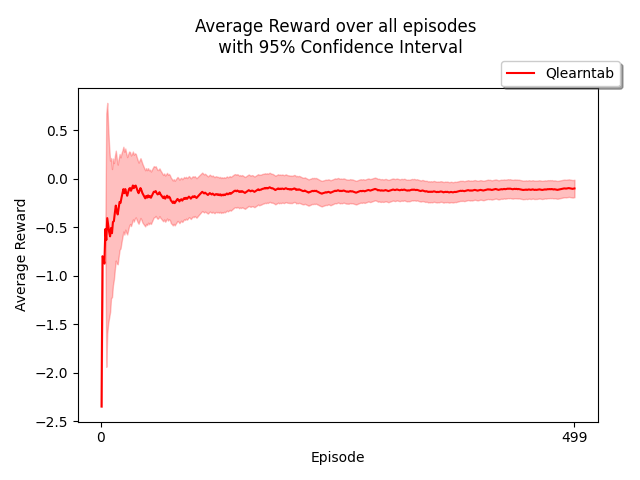 Average Reward over all episodes
with 95% Confidence Interval
Qlearntab
0.5
0.0
−0.5
−1.0
−1.5
−2.0
−2.5
Average Reward
0 499
Episode